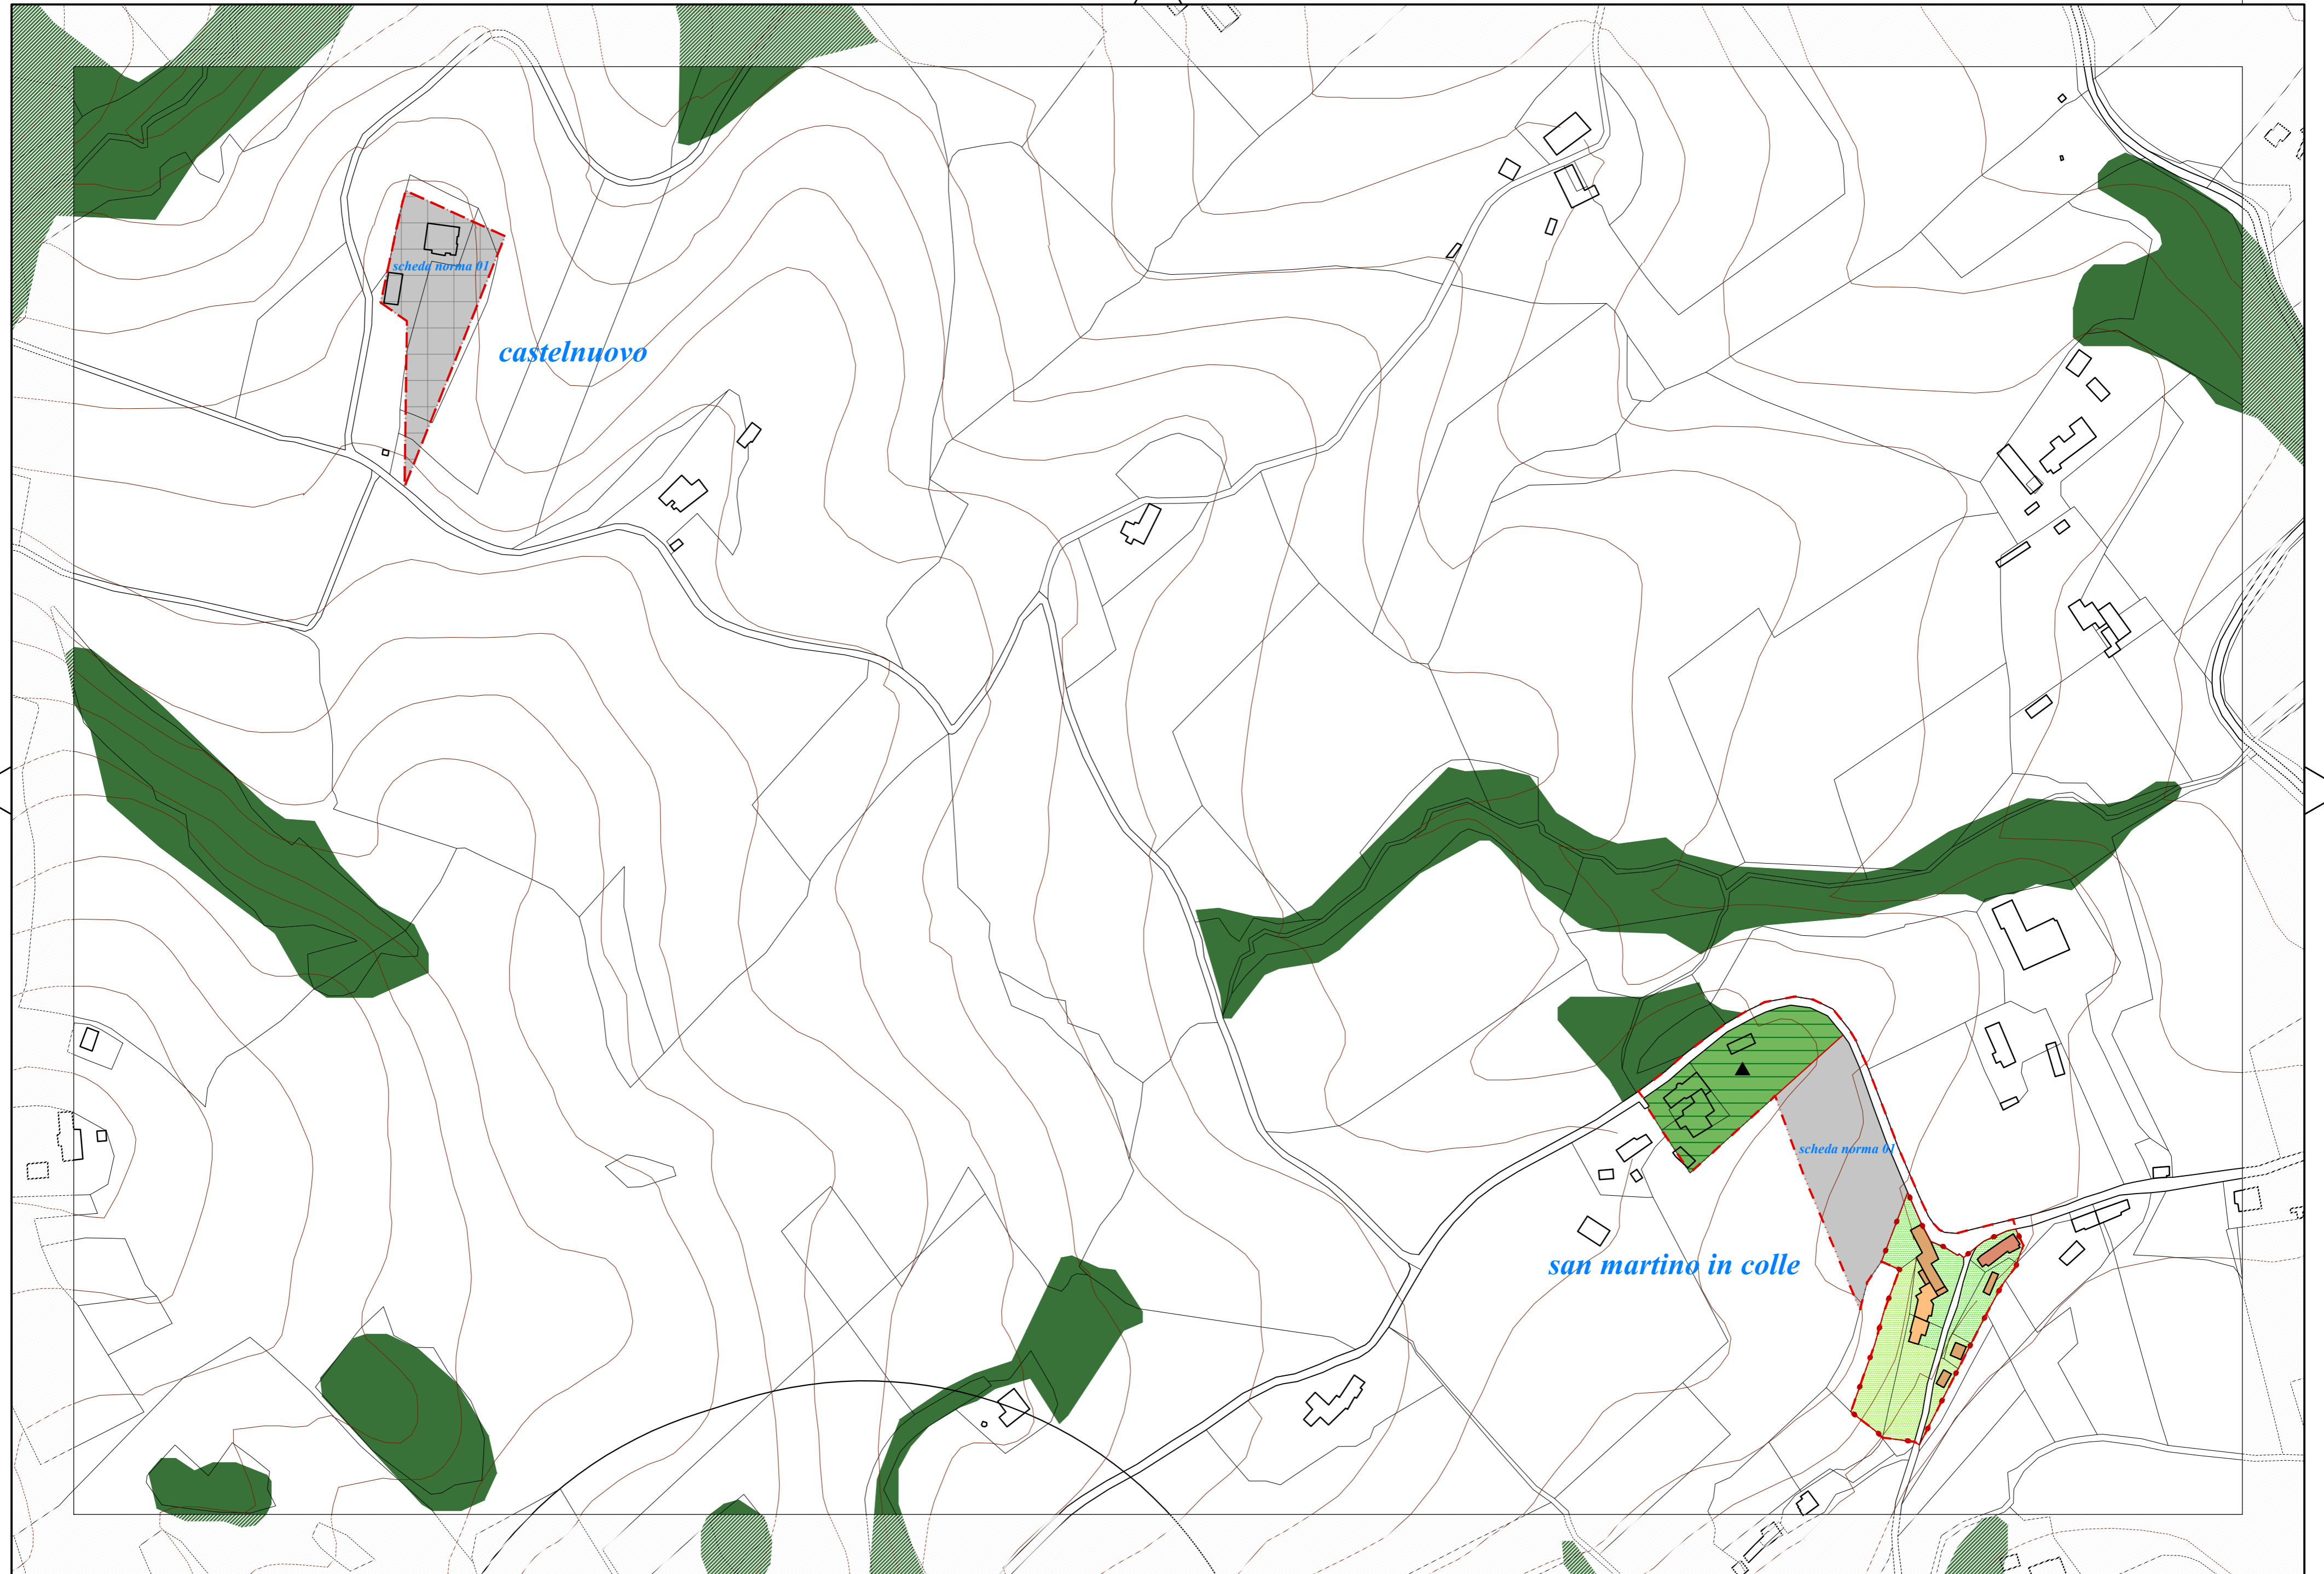 scheda norma 01
castelnuovo
scheda norma 01
san martino in colle